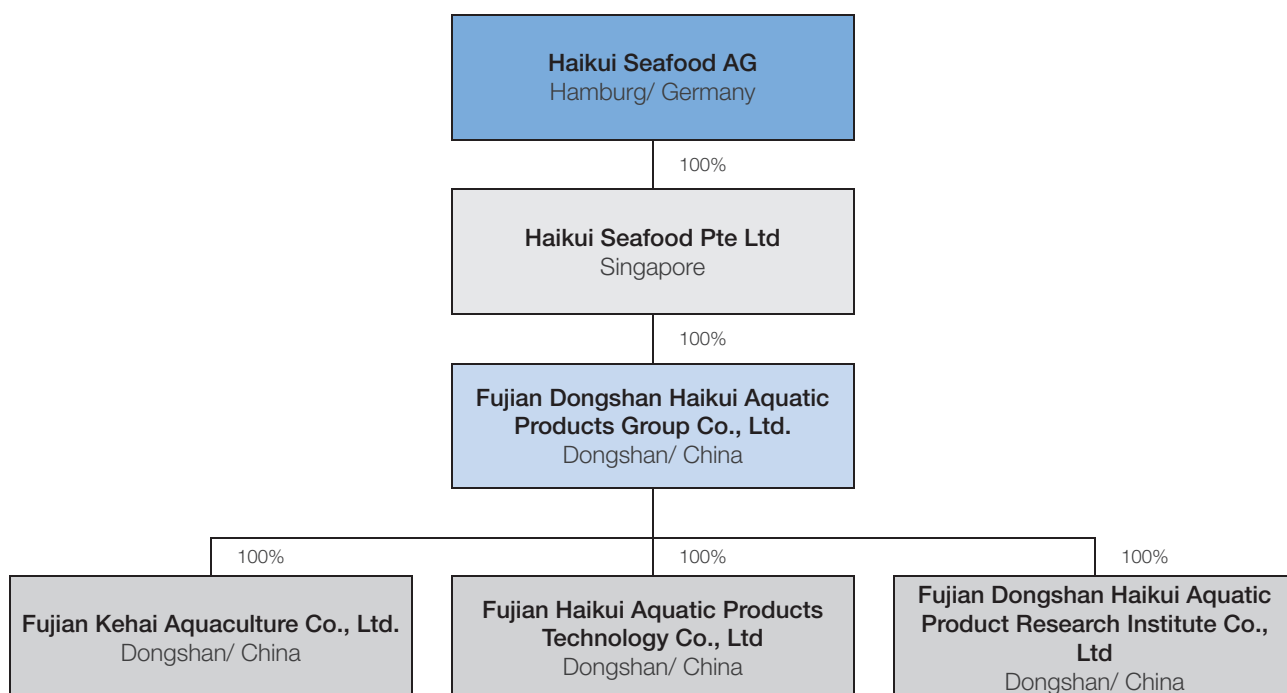 Haikui Seafood AG
Hamburg/ Germany
100%
Haikui Seafood Pte Ltd
Singapore
100%
Fujian Dongshan Haikui Aquatic
Products Group Co., Ltd.
Dongshan/ China
100%
100%
100%
Fujian Kehai Aquaculture Co., Ltd.
Dongshan/ China
Fujian Haikui Aquatic Products
Technology Co., Ltd
Dongshan/ China
Fujian Dongshan Haikui Aquatic
Product Research Institute Co.,
Ltd
Dongshan/ China